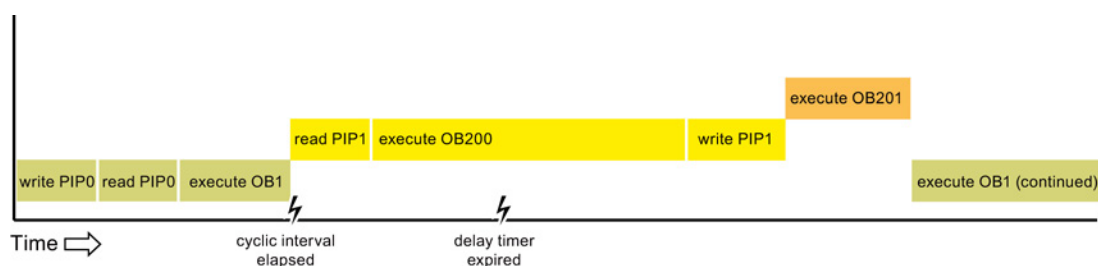 execute OB201
read PIP1
execute OB200
write PIP1
write PIP0
read PIP0
execute OB1
execute OB1 (continued)
Time
cyclic interval
elapsed
delay timer
expired